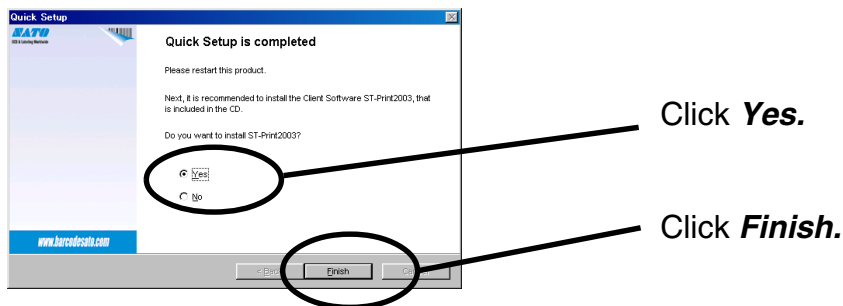 Quick Setup
SATO
Quick Setup is completed
Please restart this product.
Next, it is recommended to install the Client Software ST-Print2003, that
is included in the CD.
Do you want to install ST-Print2003?
Yes
No
www.barcodesato.com
< Back
Finish
Click Yes.
Click Finish.